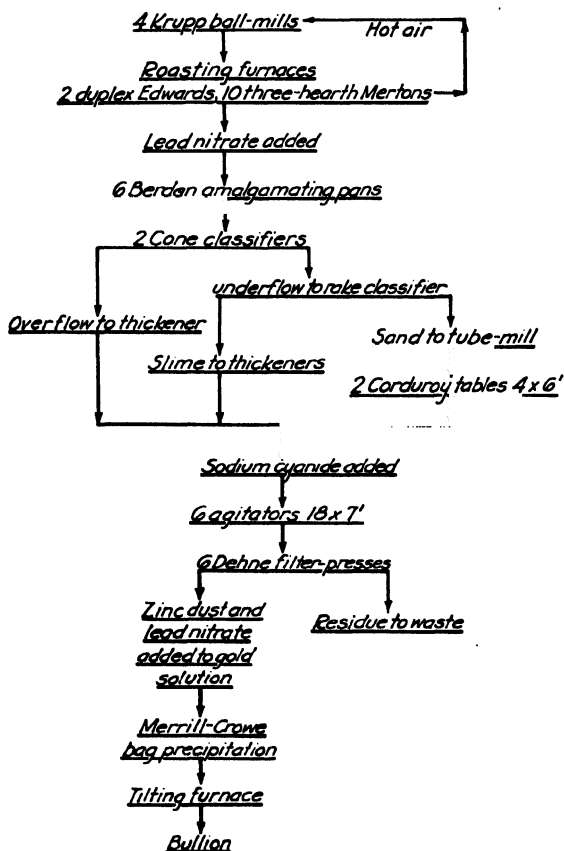 4 Krupp ball-mills
Hot air
Roasting furnaces
2 duplex Edwards, 10 three-hearth Mertons
Lead nitrate added
6 Berdan amalgamating pans
2 Cone classifiers
underflow to rake classifier
Overflow to thickener
Sand to tube-mill
Slime to thickeners
2 Corduroy tables 4 x 6'
Sodium cyanide added
6 agitators 18 x 7'
6 Dehne filter-presses
Zinc dust and
lead nitrate
added to gold
solution
Residue to waste
Merrill-Crowe
bag precipitation
Tilting furnace
Bullion